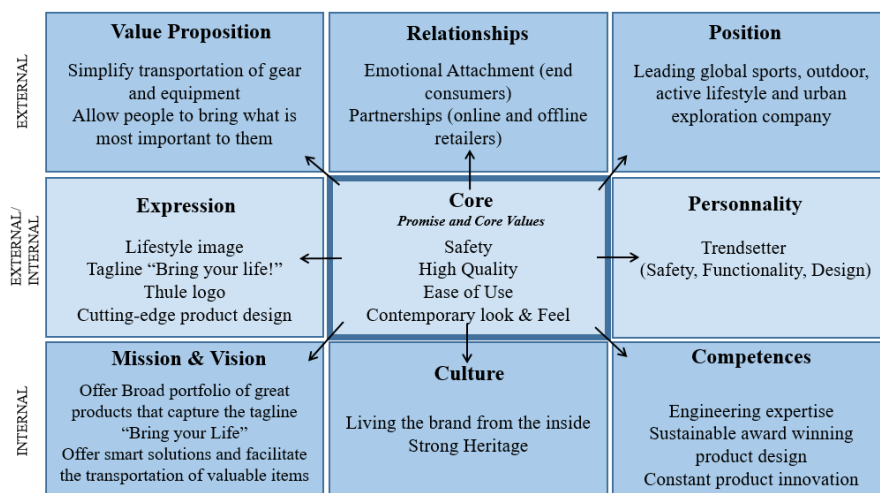 EXTERNAL
Value Proposition
Simplify transportation of gear
and equipment
Allow people to bring what is
most important to them
Relationships
Emotional Attachment (end
consumers)
Partnerships (online and offline
retailers)
Position
Leading global sports, outdoor,
active lifestyle and urban
exploration company
EXTERNAL/
INTERNAL
Expression
Lifestyle image
Tagline “Bring your life!”
Thule logo
Cutting-edge product design
Core
Promise and Core Values
Safety
High Quality
Ease of Use
Contemporary look & Feel
Personnality
Trendsetter
(Safety, Functionality, Design)
INTERNAL
Mission & Vision
Offer Broad portfolio of great
products that capture the tagline
“Bring your Life”
Offer smart solutions and facilitate
the transportation of valuable items
Culture
Living the brand from the inside
Strong Heritage
Competences
Engineering expertise
Sustainable award winning
product design
Constant product innovation